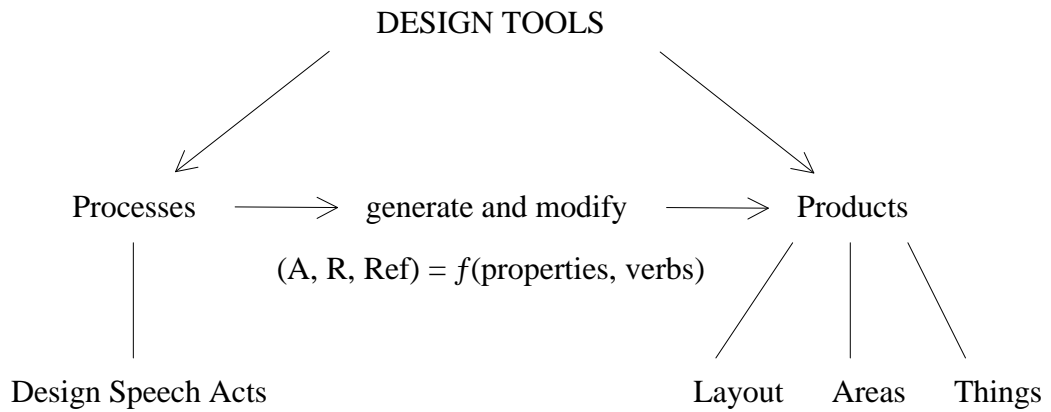 DESIGN TOOLS
Processes generate and modify Products
(A, R, Ref) = f(properties, verbs)
Design Speech Acts Layout Areas Things